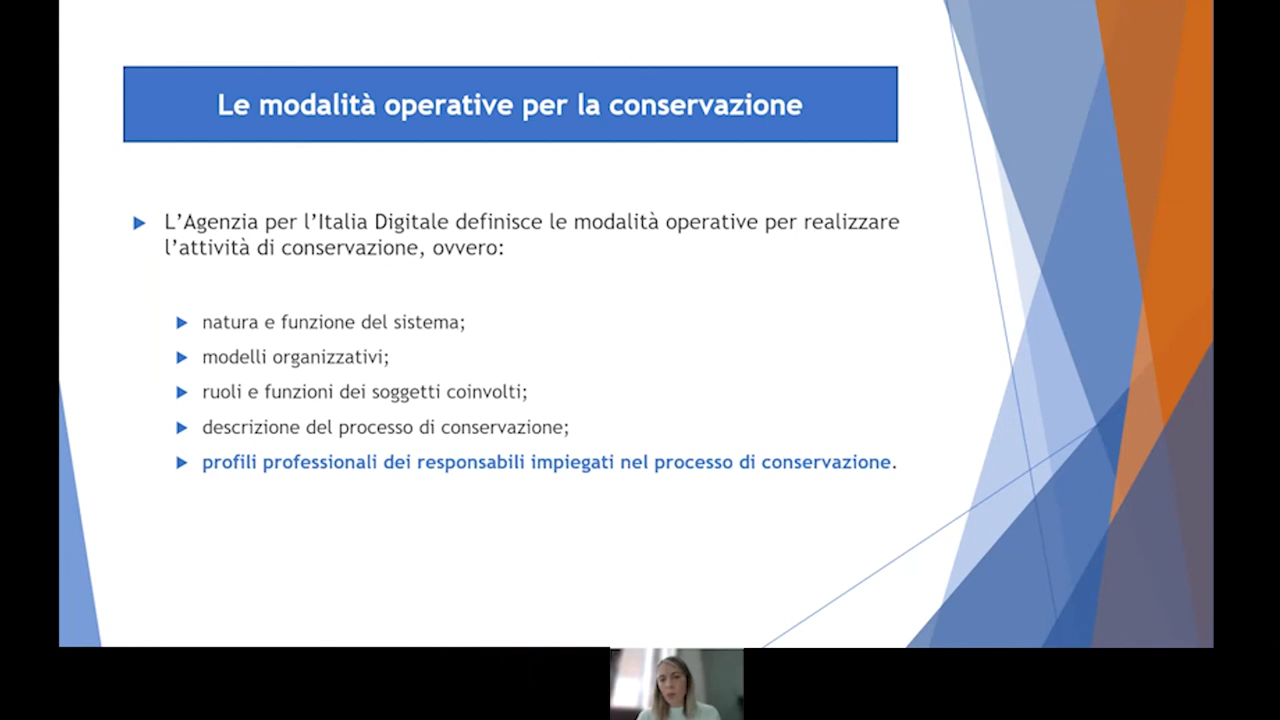 Le modalità operative per la conservazione
L’Agenzia per l’Italia Digitale definisce le modalità operative per realizzare
l’attività di conservazione, ovvero:
natura e funzione del sistema;
modelli organizzativi;
ruoli e funzioni dei soggetti coinvolti;
descrizione del processo di conservazione;
profili professionali dei responsabili impiegati nel processo di conservazione.